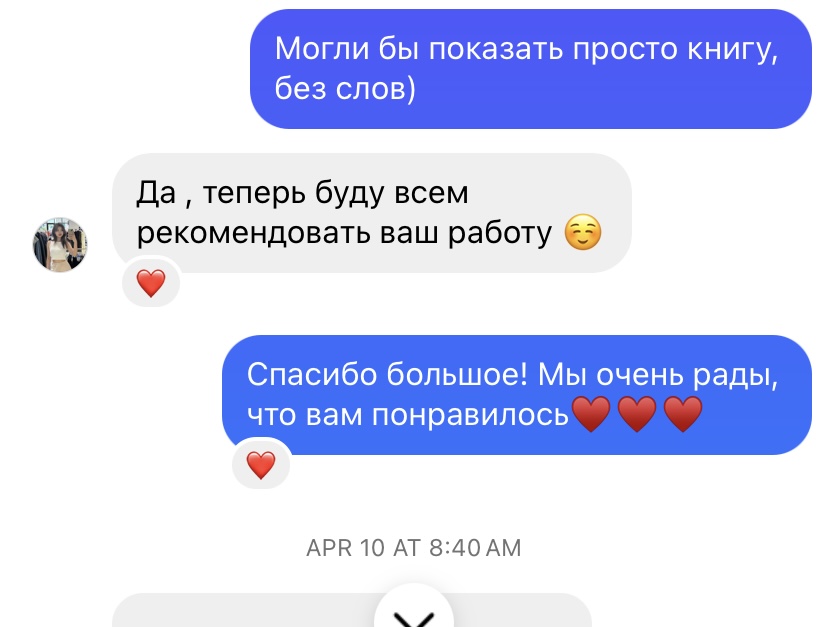 Могли бы показать просто книгу,
без слов)
Да , теперь буду всем
рекомендовать ваш работу ☺️
❤️
Спасибо большое! Мы очень рады,
что вам понравилось♥️♥️♥️
❤️
APR 10 AT 8:40 AM